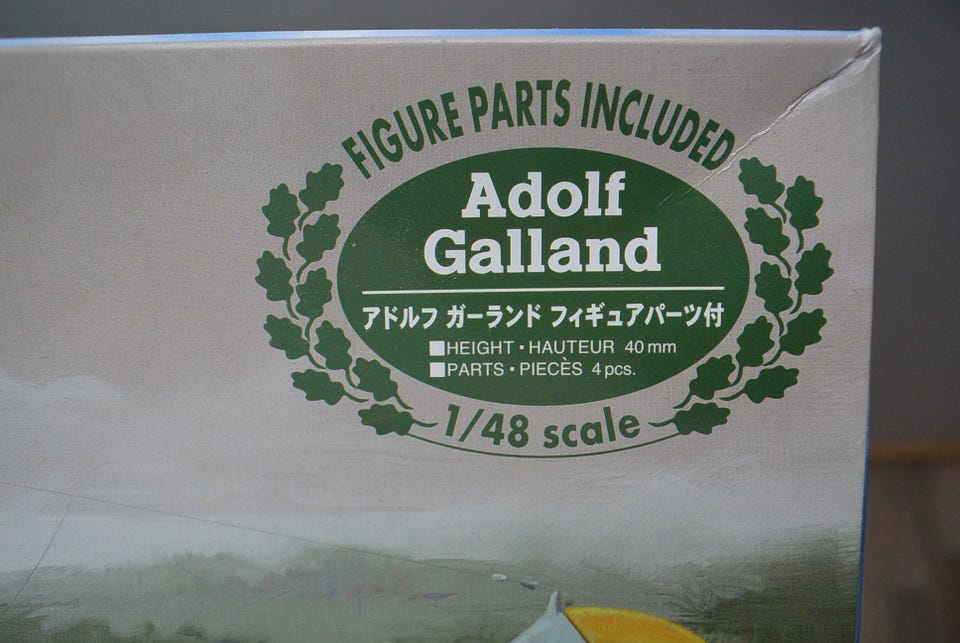 FIGURE PARTS INCLUDED
Adolf
Galland
アドルフ ガーランド フィギュアパーツ付
■HEIGHT・HAUTEUR 40mm
■PARTS・PIECÈS 4pcs.
1/48 scale